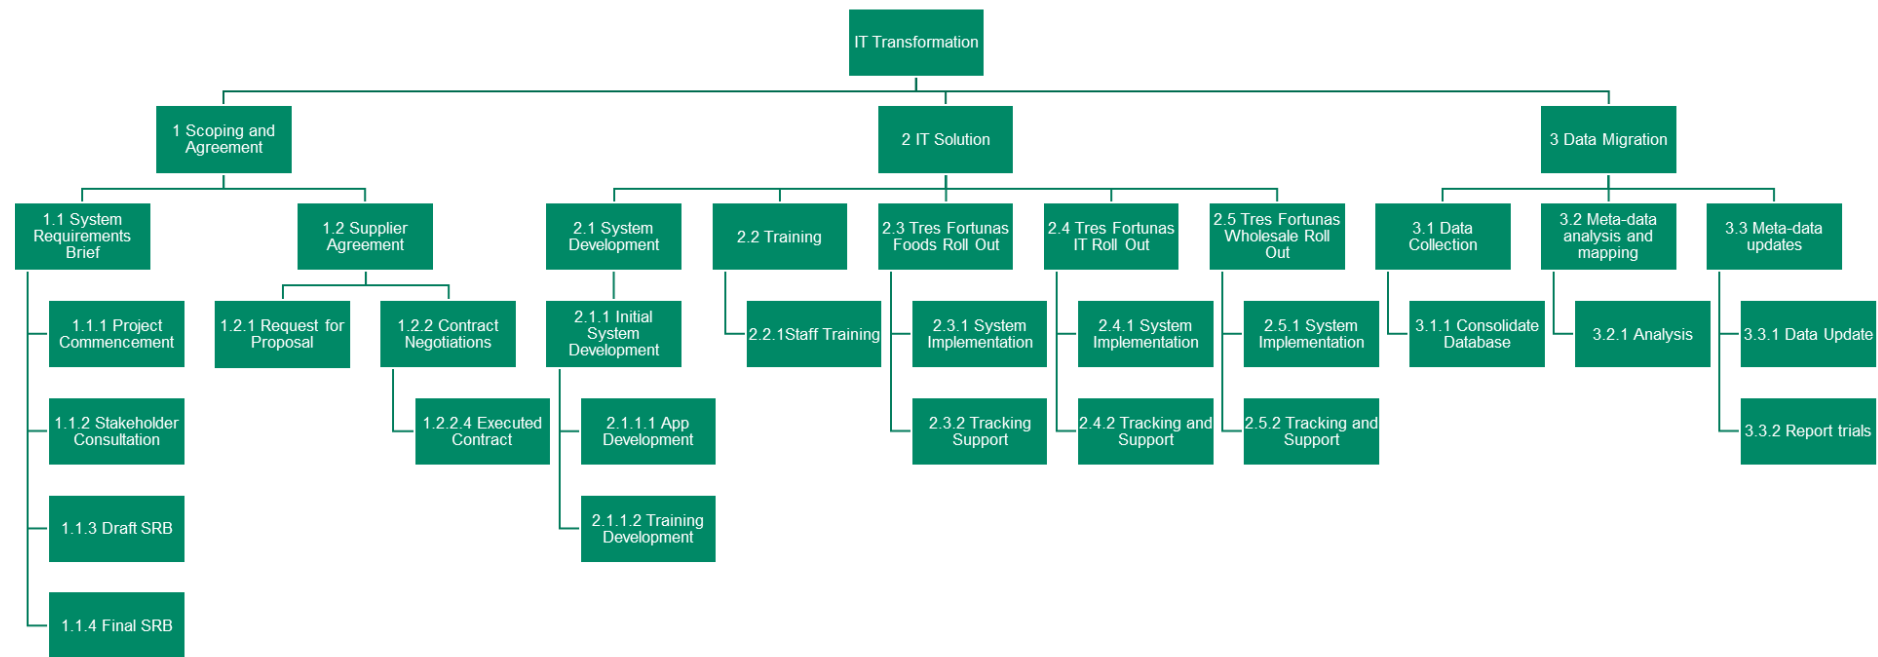 IT Transformation
1 Scoping and
Agreement
2 IT Solution
3 Data Migration
1.1 System
Requirements
Brief
1.2 Supplier
Agreement
2.1 System
Development
2.2 Training
2.3 Tres Fortunas
Foods Roll Out
2.4 Tres Fortunas
IT Roll Out
2.5 Tres Fortunas
Wholesale Roll
Out
3.1 Data
Collection
3.2 Meta-data
analysis and
mapping
3.3 Meta-data
updates
1.1.1 Project
Commencement
1.2.1 Request for
Proposal
1.2.2 Contract
Negotiations
2.1.1 Initial
System
Development
2.2.1Staff Training
2.3.1 System
Implementation
2.4.1 System
Implementation
2.5.1 System
Implementation
3.1.1 Consolidate
Database
3.2.1 Analysis
3.3.1 Data Update
1.1.2 Stakeholder
Consultation
1.2.2.4 Executed
Contract
2.1.1.1 App
Development
2.3.2 Tracking
Support
2.4.2 Tracking and
Support
2.5.2 Tracking and
Support
3.3.2 Report trials
1.1.3 Draft SRB
2.1.1.2 Training
Development
1.1.4 Final SRB